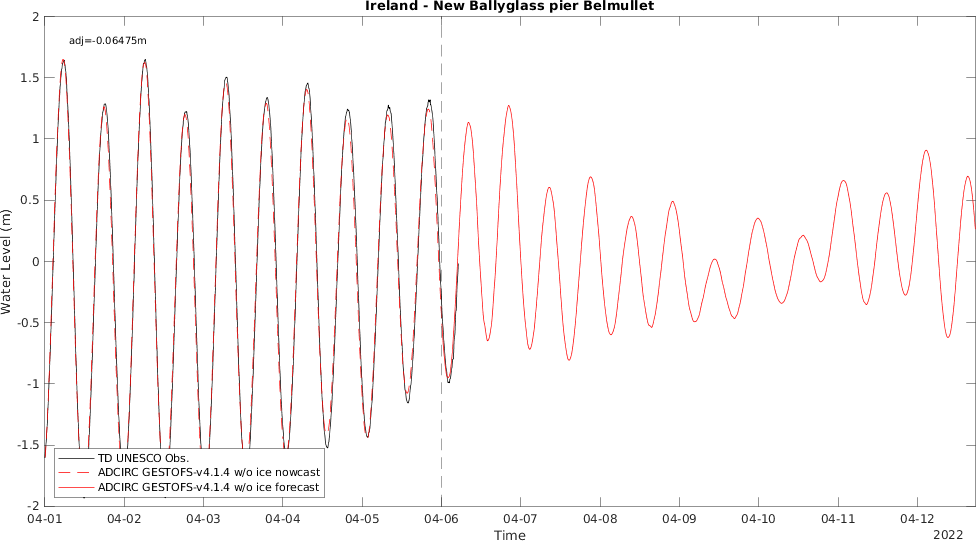 Ireland - New Ballyglass pier Belmullet
adj=-0.06475m
2
1.5
1
0.5
0
-0.5
-1
-1.5
-2
Water Level (m)
TD UNESCO Obs.
ADCIRC GESTOFS-v4.1.4 w/o ice nowcast
ADCIRC GESTOFS-v4.1.4 w/o ice forecast
04-01 04-02 04-03 04-04 04-05 04-06 04-07 04-08 04-09 04-10 04-11 04-12
Time
2022